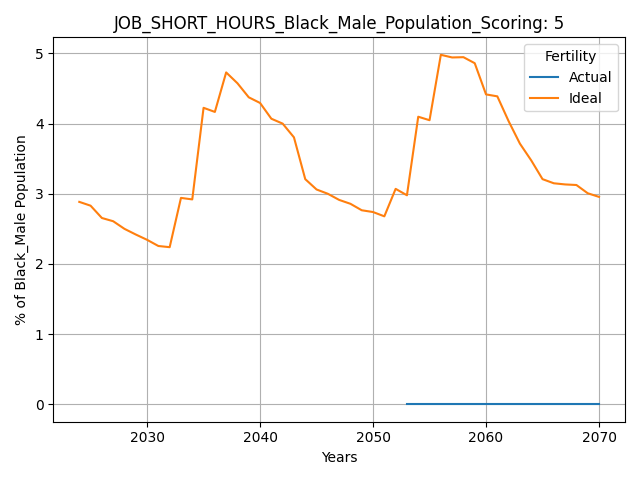 JOB_SHORT_HOURS_Black_Male_Population_Scoring: 5
Fertility
Actual
Ideal
% of Black_Male Population
5
4
3
2
1
0
2030
2040
2050
2060
2070
Years